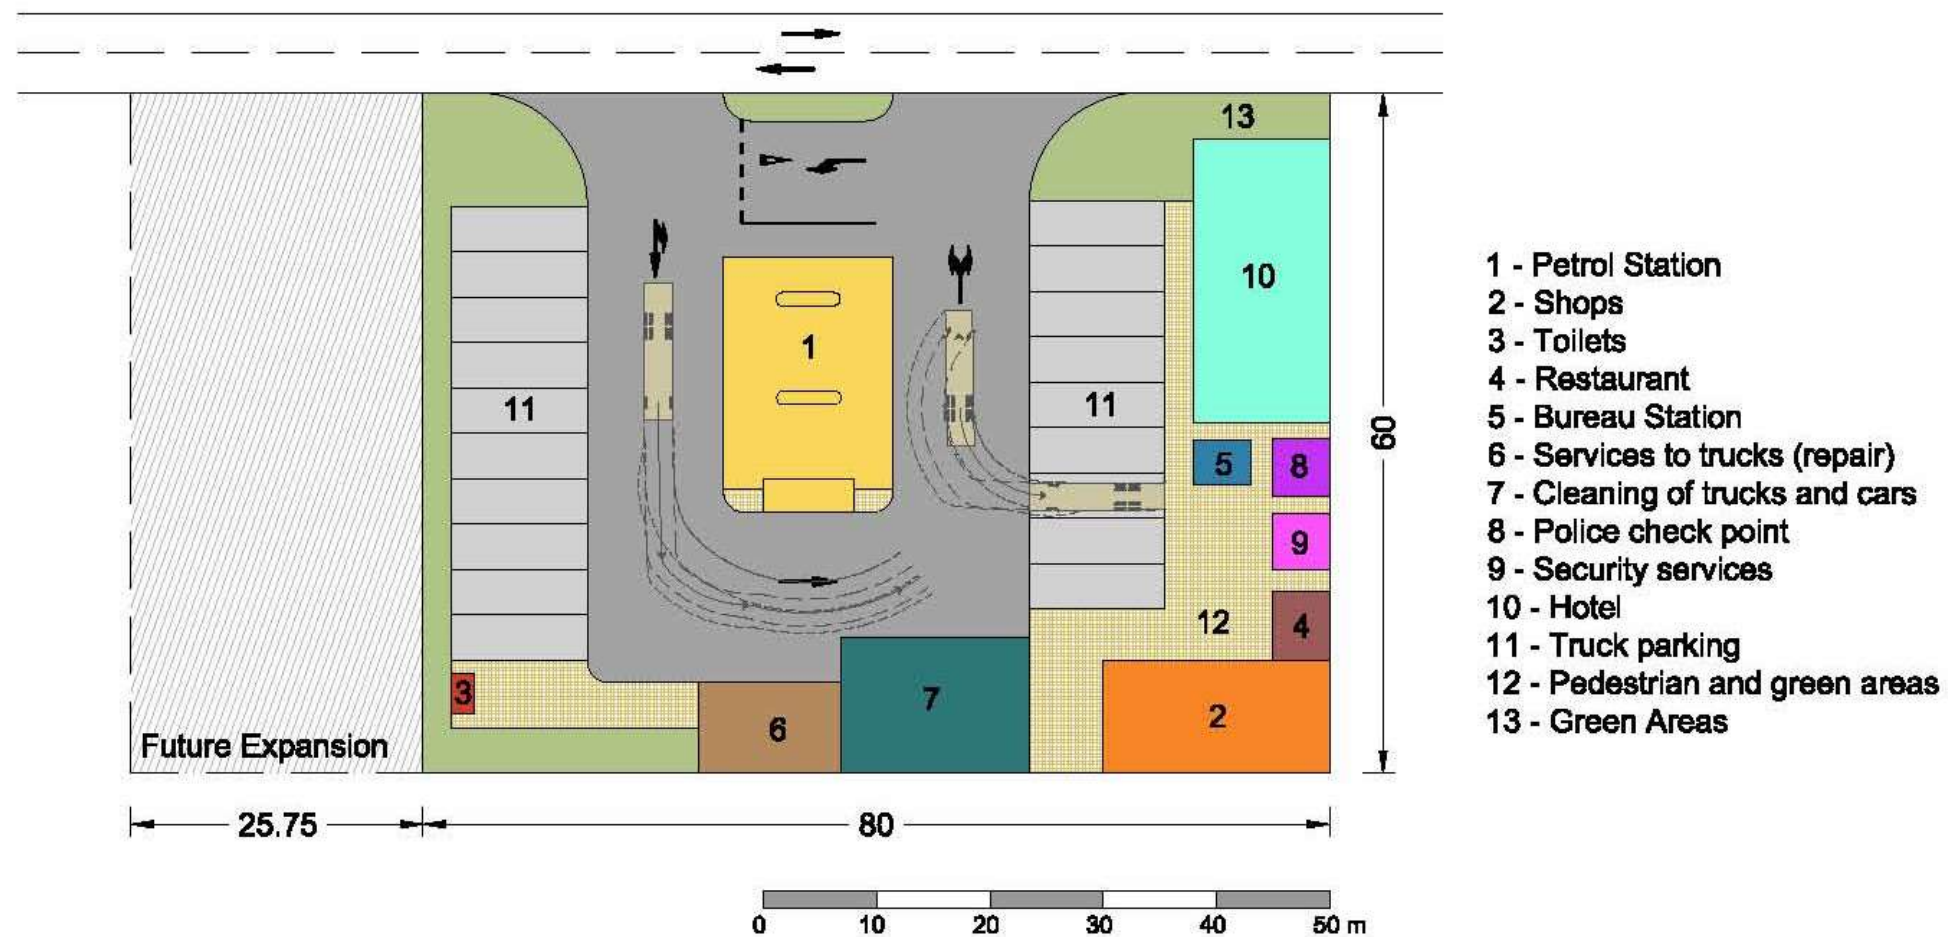 13
10
1
11
11
5
8
9
12
4
3
6
7
2
Future Expansion
25.75
80
60
0 10 20 30 40 50 m
1 - Petrol Station
2 - Shops
3 - Toilets
4 - Restaurant
5 - Bureau Station
6 - Services to trucks (repair)
7 - Cleaning of trucks and cars
8 - Police check point
9 - Security services
10 - Hotel
11 - Truck parking
12 - Pedestrian and green areas
13 - Green Areas